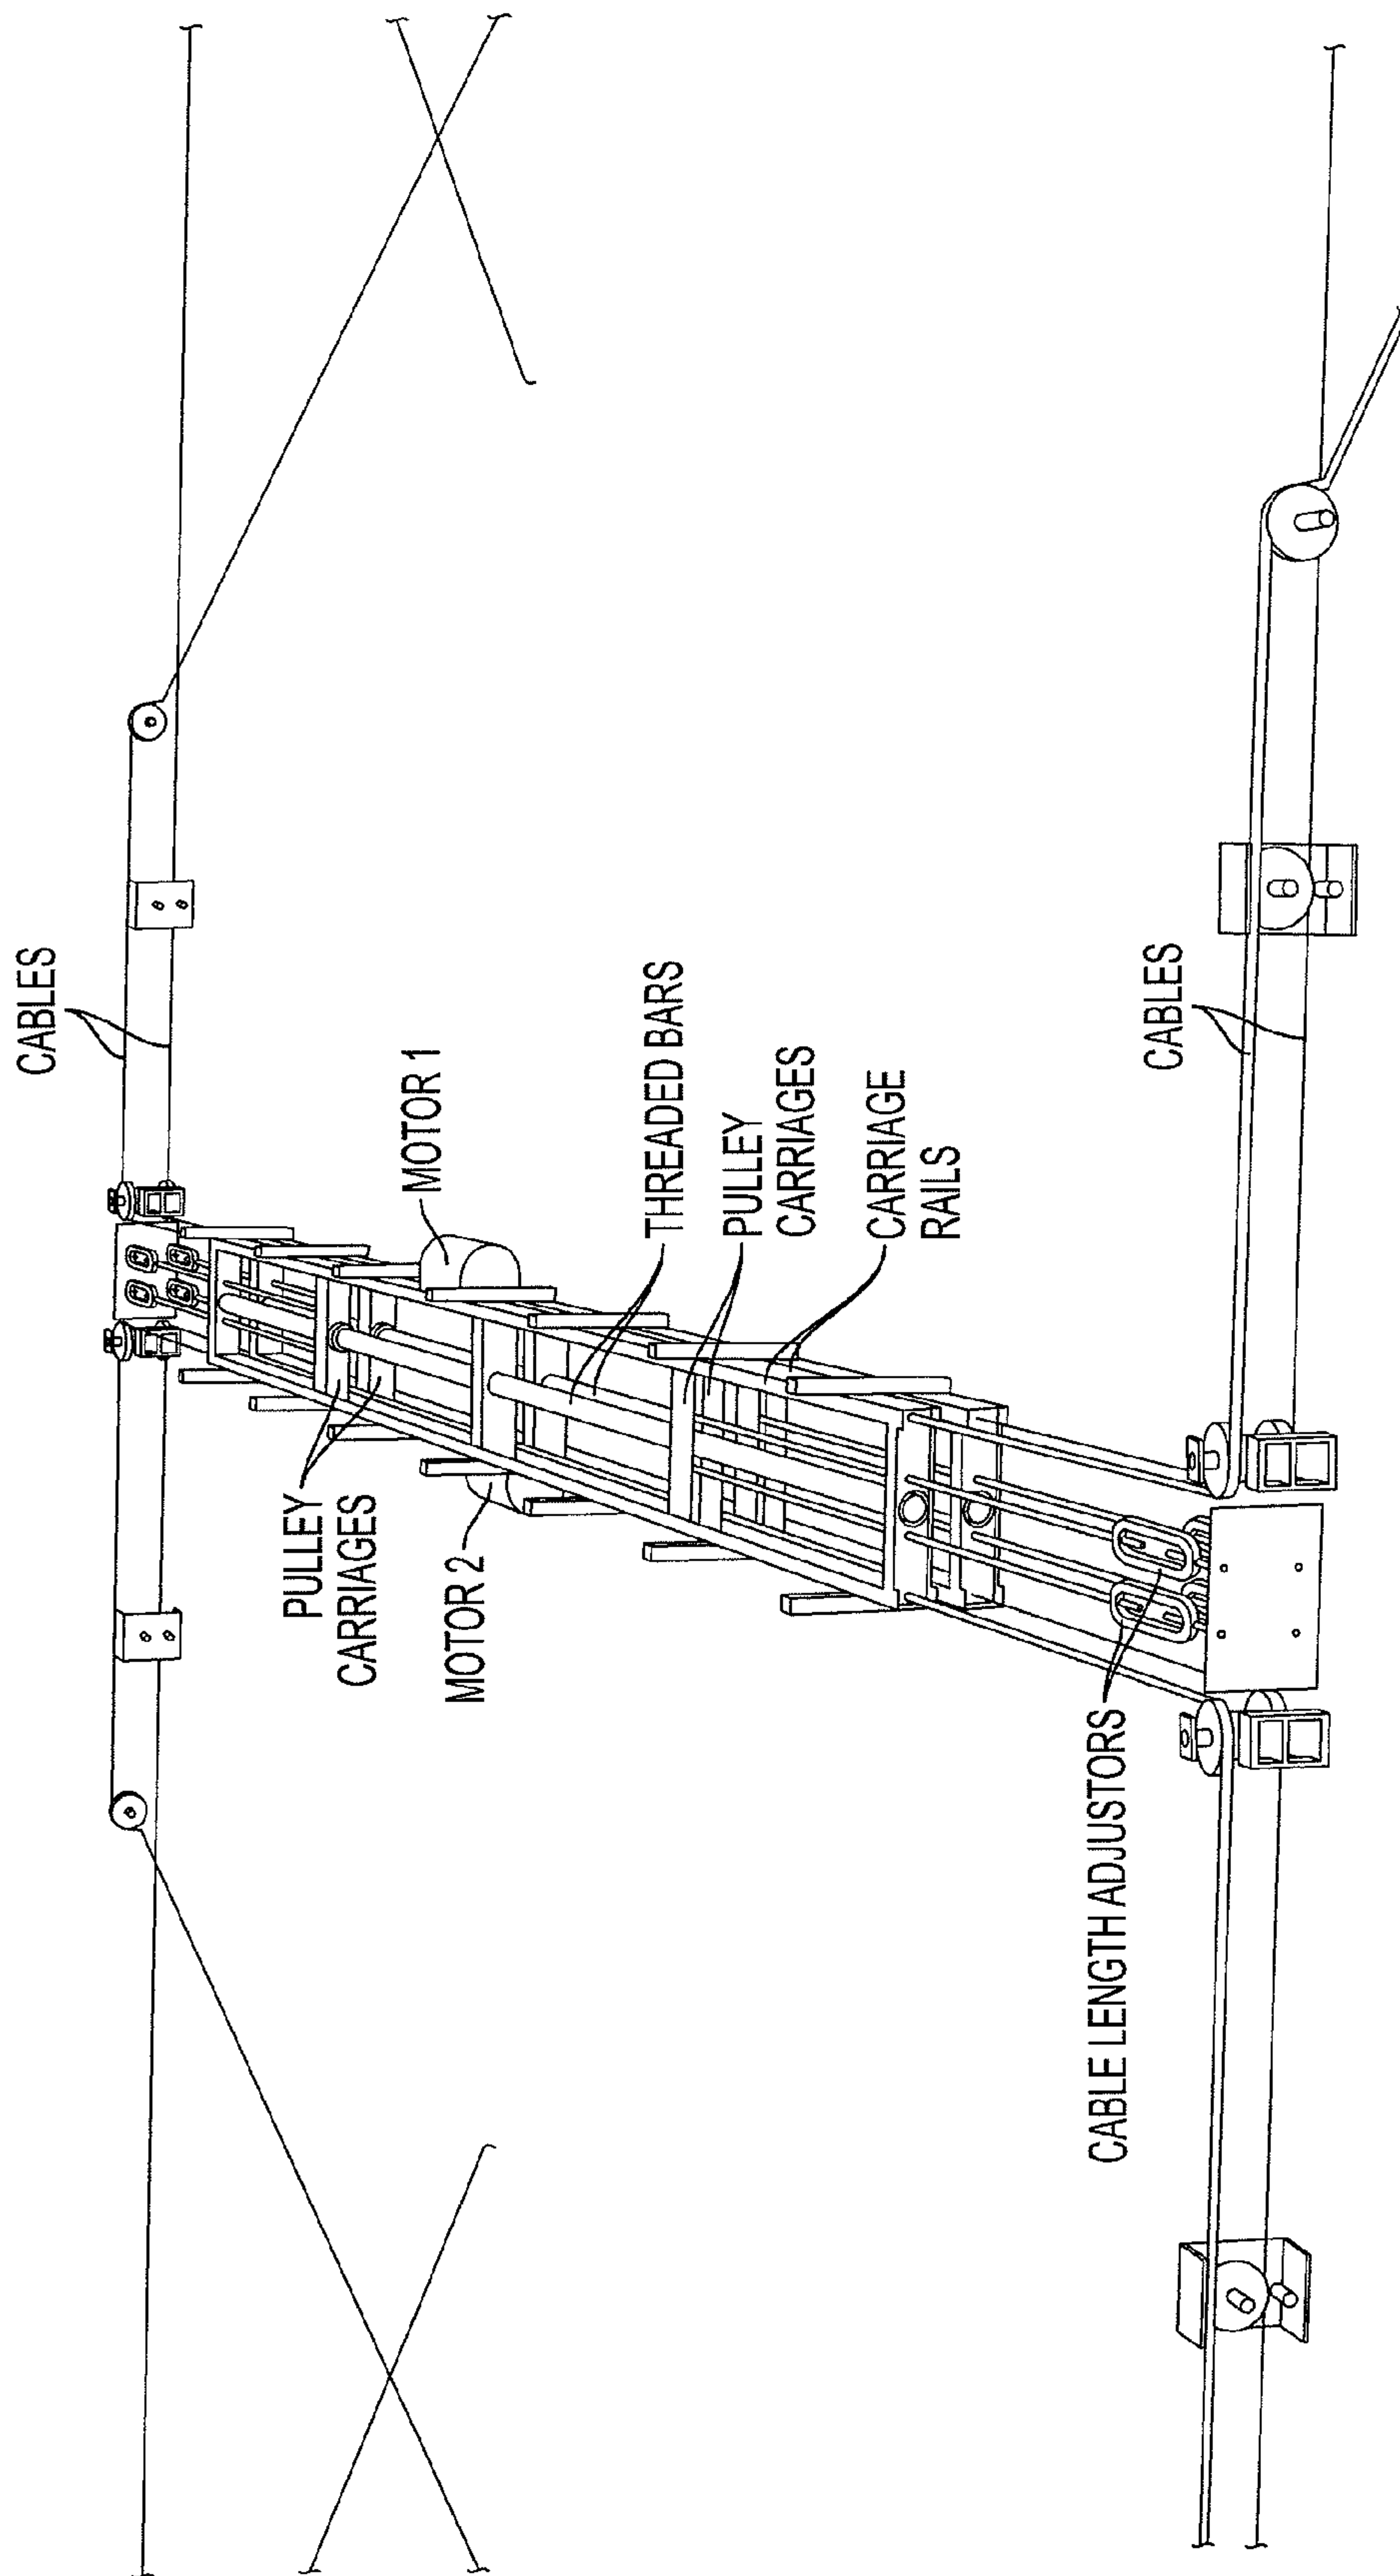 CABLES
MOTOR 1
THREADED BARS
PULLEY
CARRIAGES
CARRIAGE
RAILS
CABLES
PULLEY
CARRIAGES
MOTOR 2
CABLE LENGTH ADJUSTORS